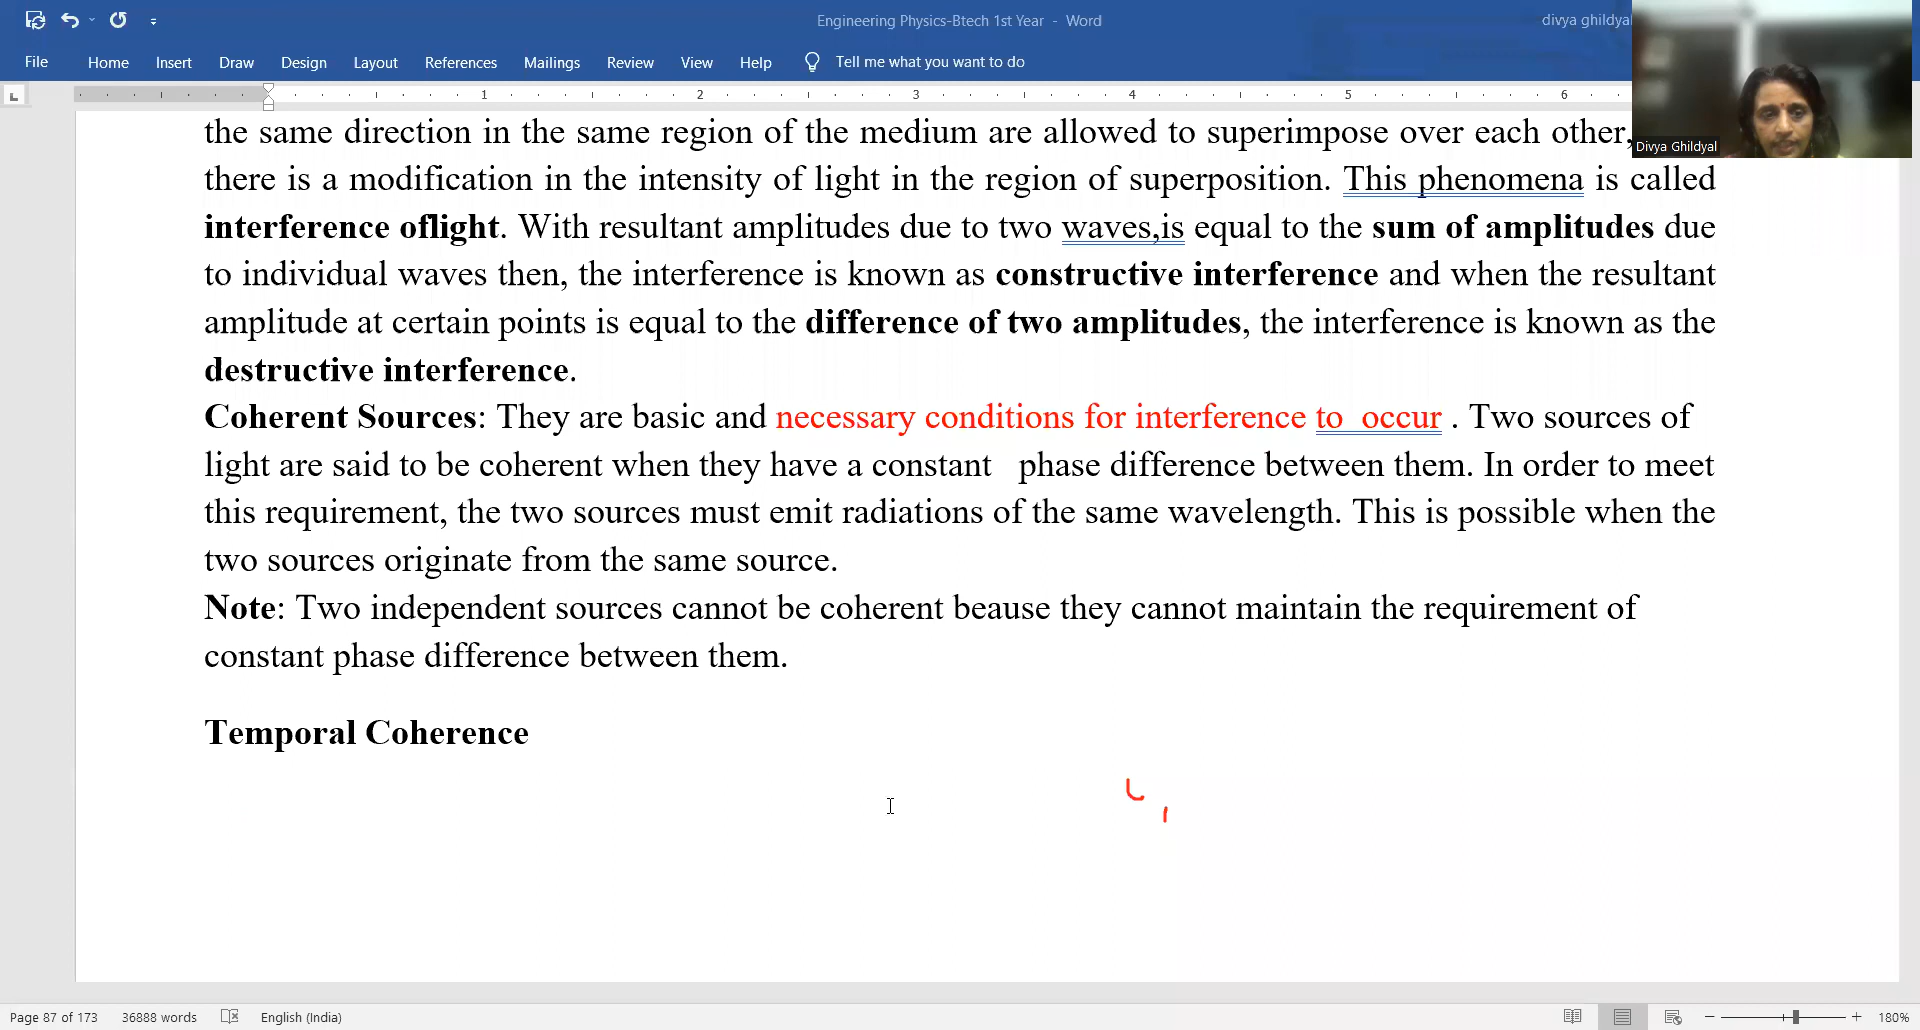 Engineering Physics-Btech 1st Year - Word
divya ghildyal
File Home Insert Draw Design Layout References Mailings Review View Help Tell me what you want to do
1 2 3 4 5 6
Divya Ghildyal
the same direction in the same region of the medium are allowed to superimpose over each other,
there is a modification in the intensity of light in the region of superposition. This phenomena is called
interference oflight. With resultant amplitudes due to two waves,is equal to the sum of amplitudes due
to individual waves then, the interference is known as constructive interference and when the resultant
amplitude at certain points is equal to the difference of two amplitudes, the interference is known as the
destructive interference.
Coherent Sources: They are basic and necessary conditions for interference to occur . Two sources of
light are said to be coherent when they have a constant phase difference between them. In order to meet
this requirement, the two sources must emit radiations of the same wavelength. This is possible when the
two sources originate from the same source.
Note: Two independent sources cannot be coherent beause they cannot maintain the requirement of
constant phase difference between them.
Temporal Coherence
Page 87 of 173 36888 words English (India) 180%